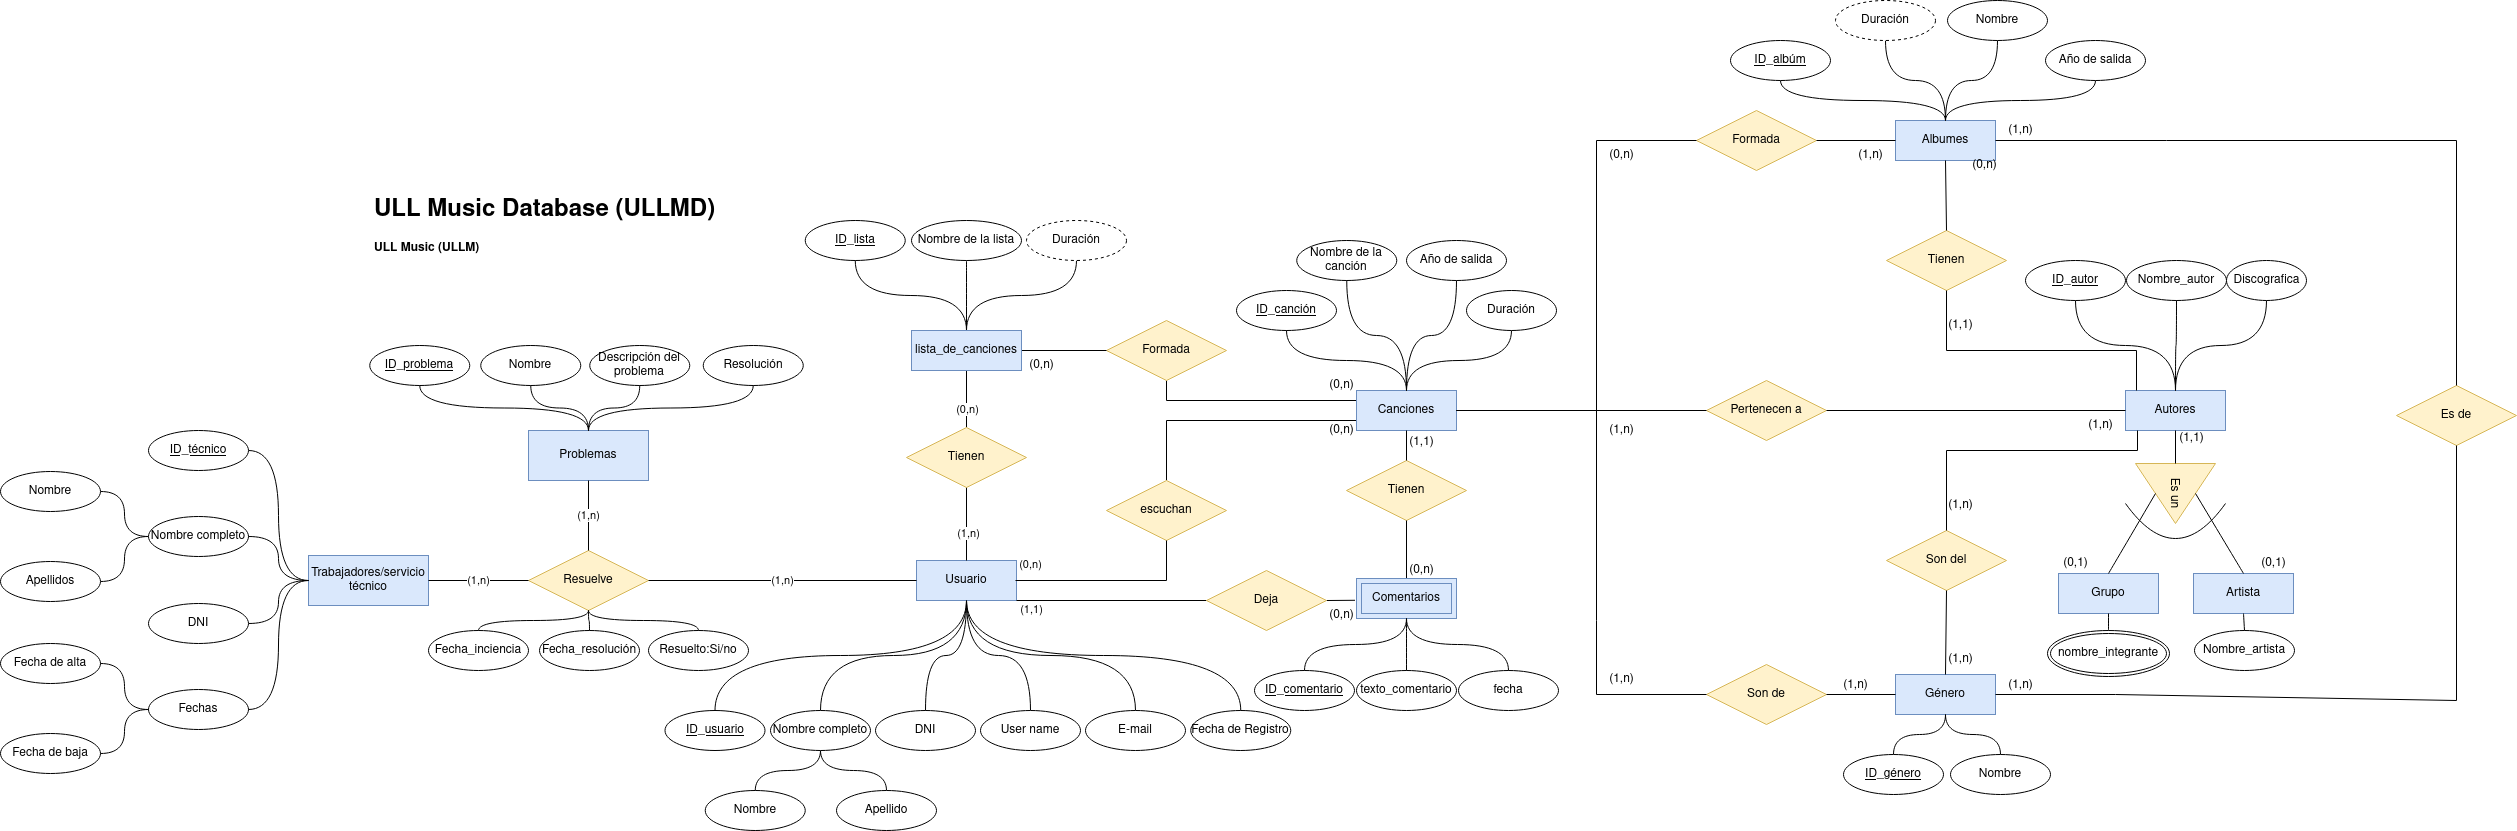 Duración
Nombre
ID_albúm
Año de salida
Formada
Albumes
(1,n)
(0,n)
(1,n)
(0,n)
ULL Music Database (ULLMD)
ULL Music (ULLM)
ID_lista
Nombre de la lista
Duración
Nombre de la
canción
Año de salida
Tienen
ID_autor
Nombre_autor
Discografica
ID_canción
Duración
(1,1)
lista_de_canciones
Formada
(0,n)
(0,n)
ID_problema
Nombre
Descripción del
problema
Resolución
(0,n)
Canciones
Pertenecen a
Autores
Es de
(0,n)
(1,1)
(1,n)
(1,n)
(1,1)
ID_técnico
Problemas
Tienen
Nombre
Tienen
Es un
escuchan
(1,n)
(1,n)
Nombre completo
(1,n)
Son del
(0,n)
(0,n)
(0,1)
(0,1)
Apellidos
Trabajadores/servicio
técnico
(1,n)
Resuelve
(1,n)
Usuario
(1,1)
Deja
(0,n)
Comentarios
Grupo
Artista
DNI
Fecha_inciencia
Fecha_resolución
Resuelto:Si/no
nombre_integrante
Nombre_artista
Fecha de alta
(1,n)
(1,n)
(1,n)
(1,n)
ID_comentario
texto_comentario
fecha
Son de
Género
Fechas
ID_usuario
Nombre completo
DNI
User name
E-mail
Fecha de Registro
Fecha de baja
ID_género
Nombre
Nombre
Apellido